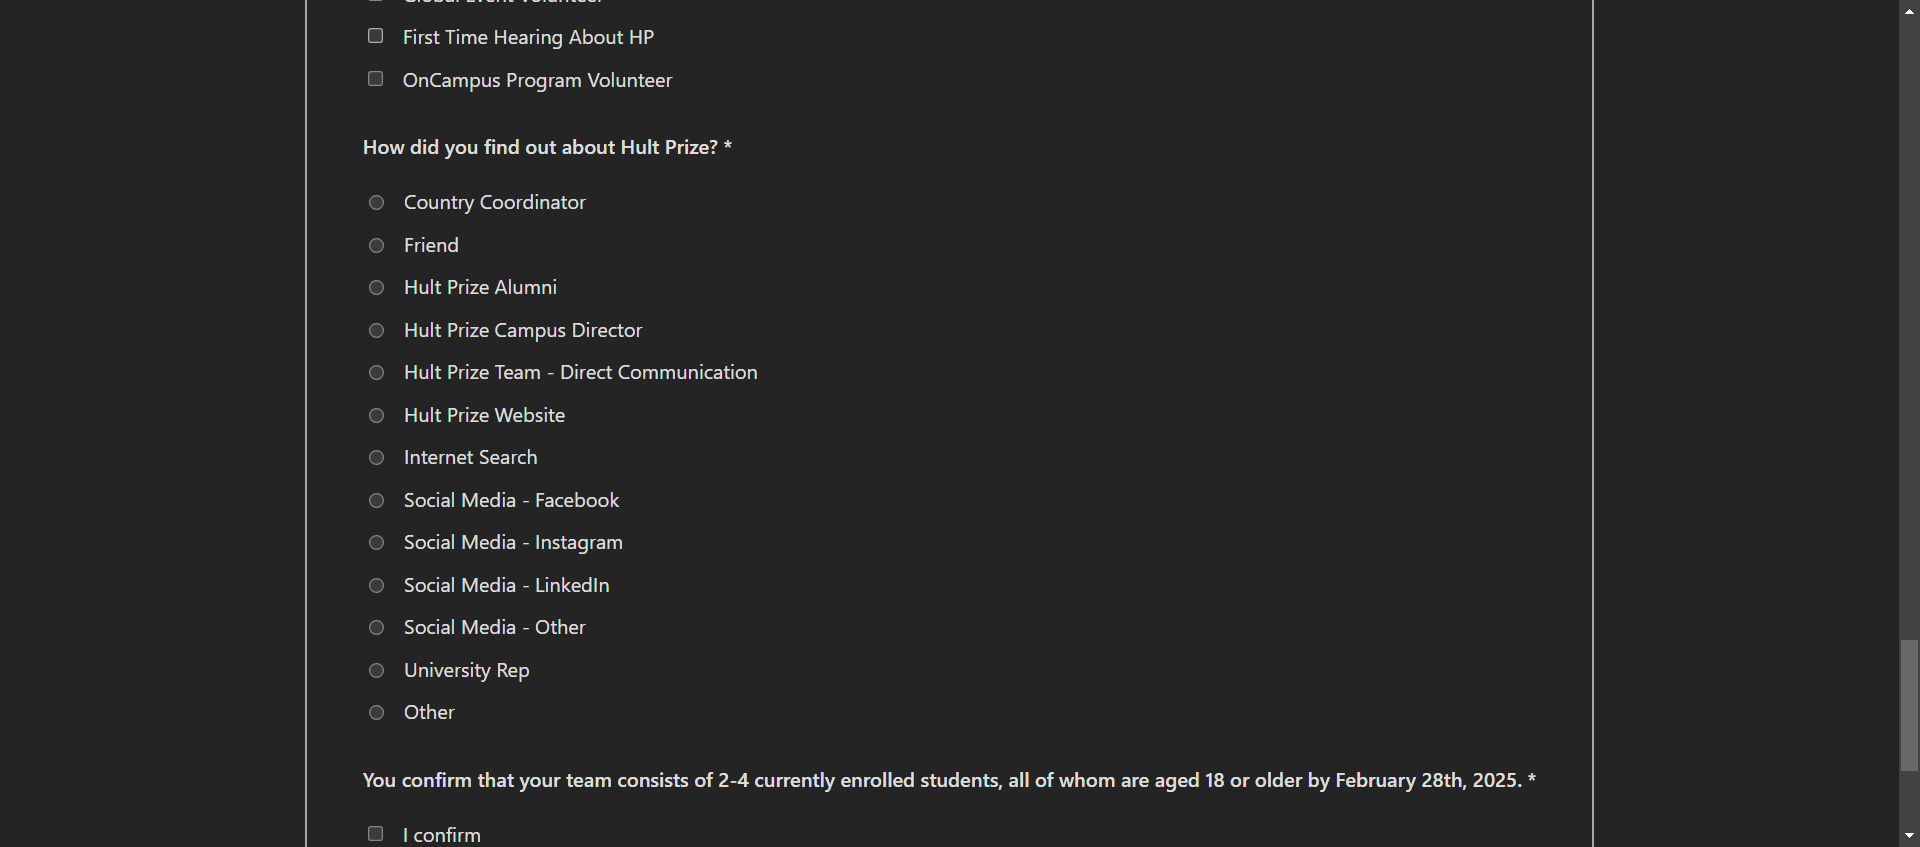 Global Event Volunteer
First Time Hearing About HP
OnCampus Program Volunteer
How did you find out about Hult Prize? *
Country Coordinator
Friend
Hult Prize Alumni
Hult Prize Campus Director
Hult Prize Team - Direct Communication
Hult Prize Website
Internet Search
Social Media - Facebook
Social Media - Instagram
Social Media - LinkedIn
Social Media - Other
University Rep
Other
You confirm that your team consists of 2-4 currently enrolled students, all of whom are aged 18 or older by February 28th, 2025. *
I confirm